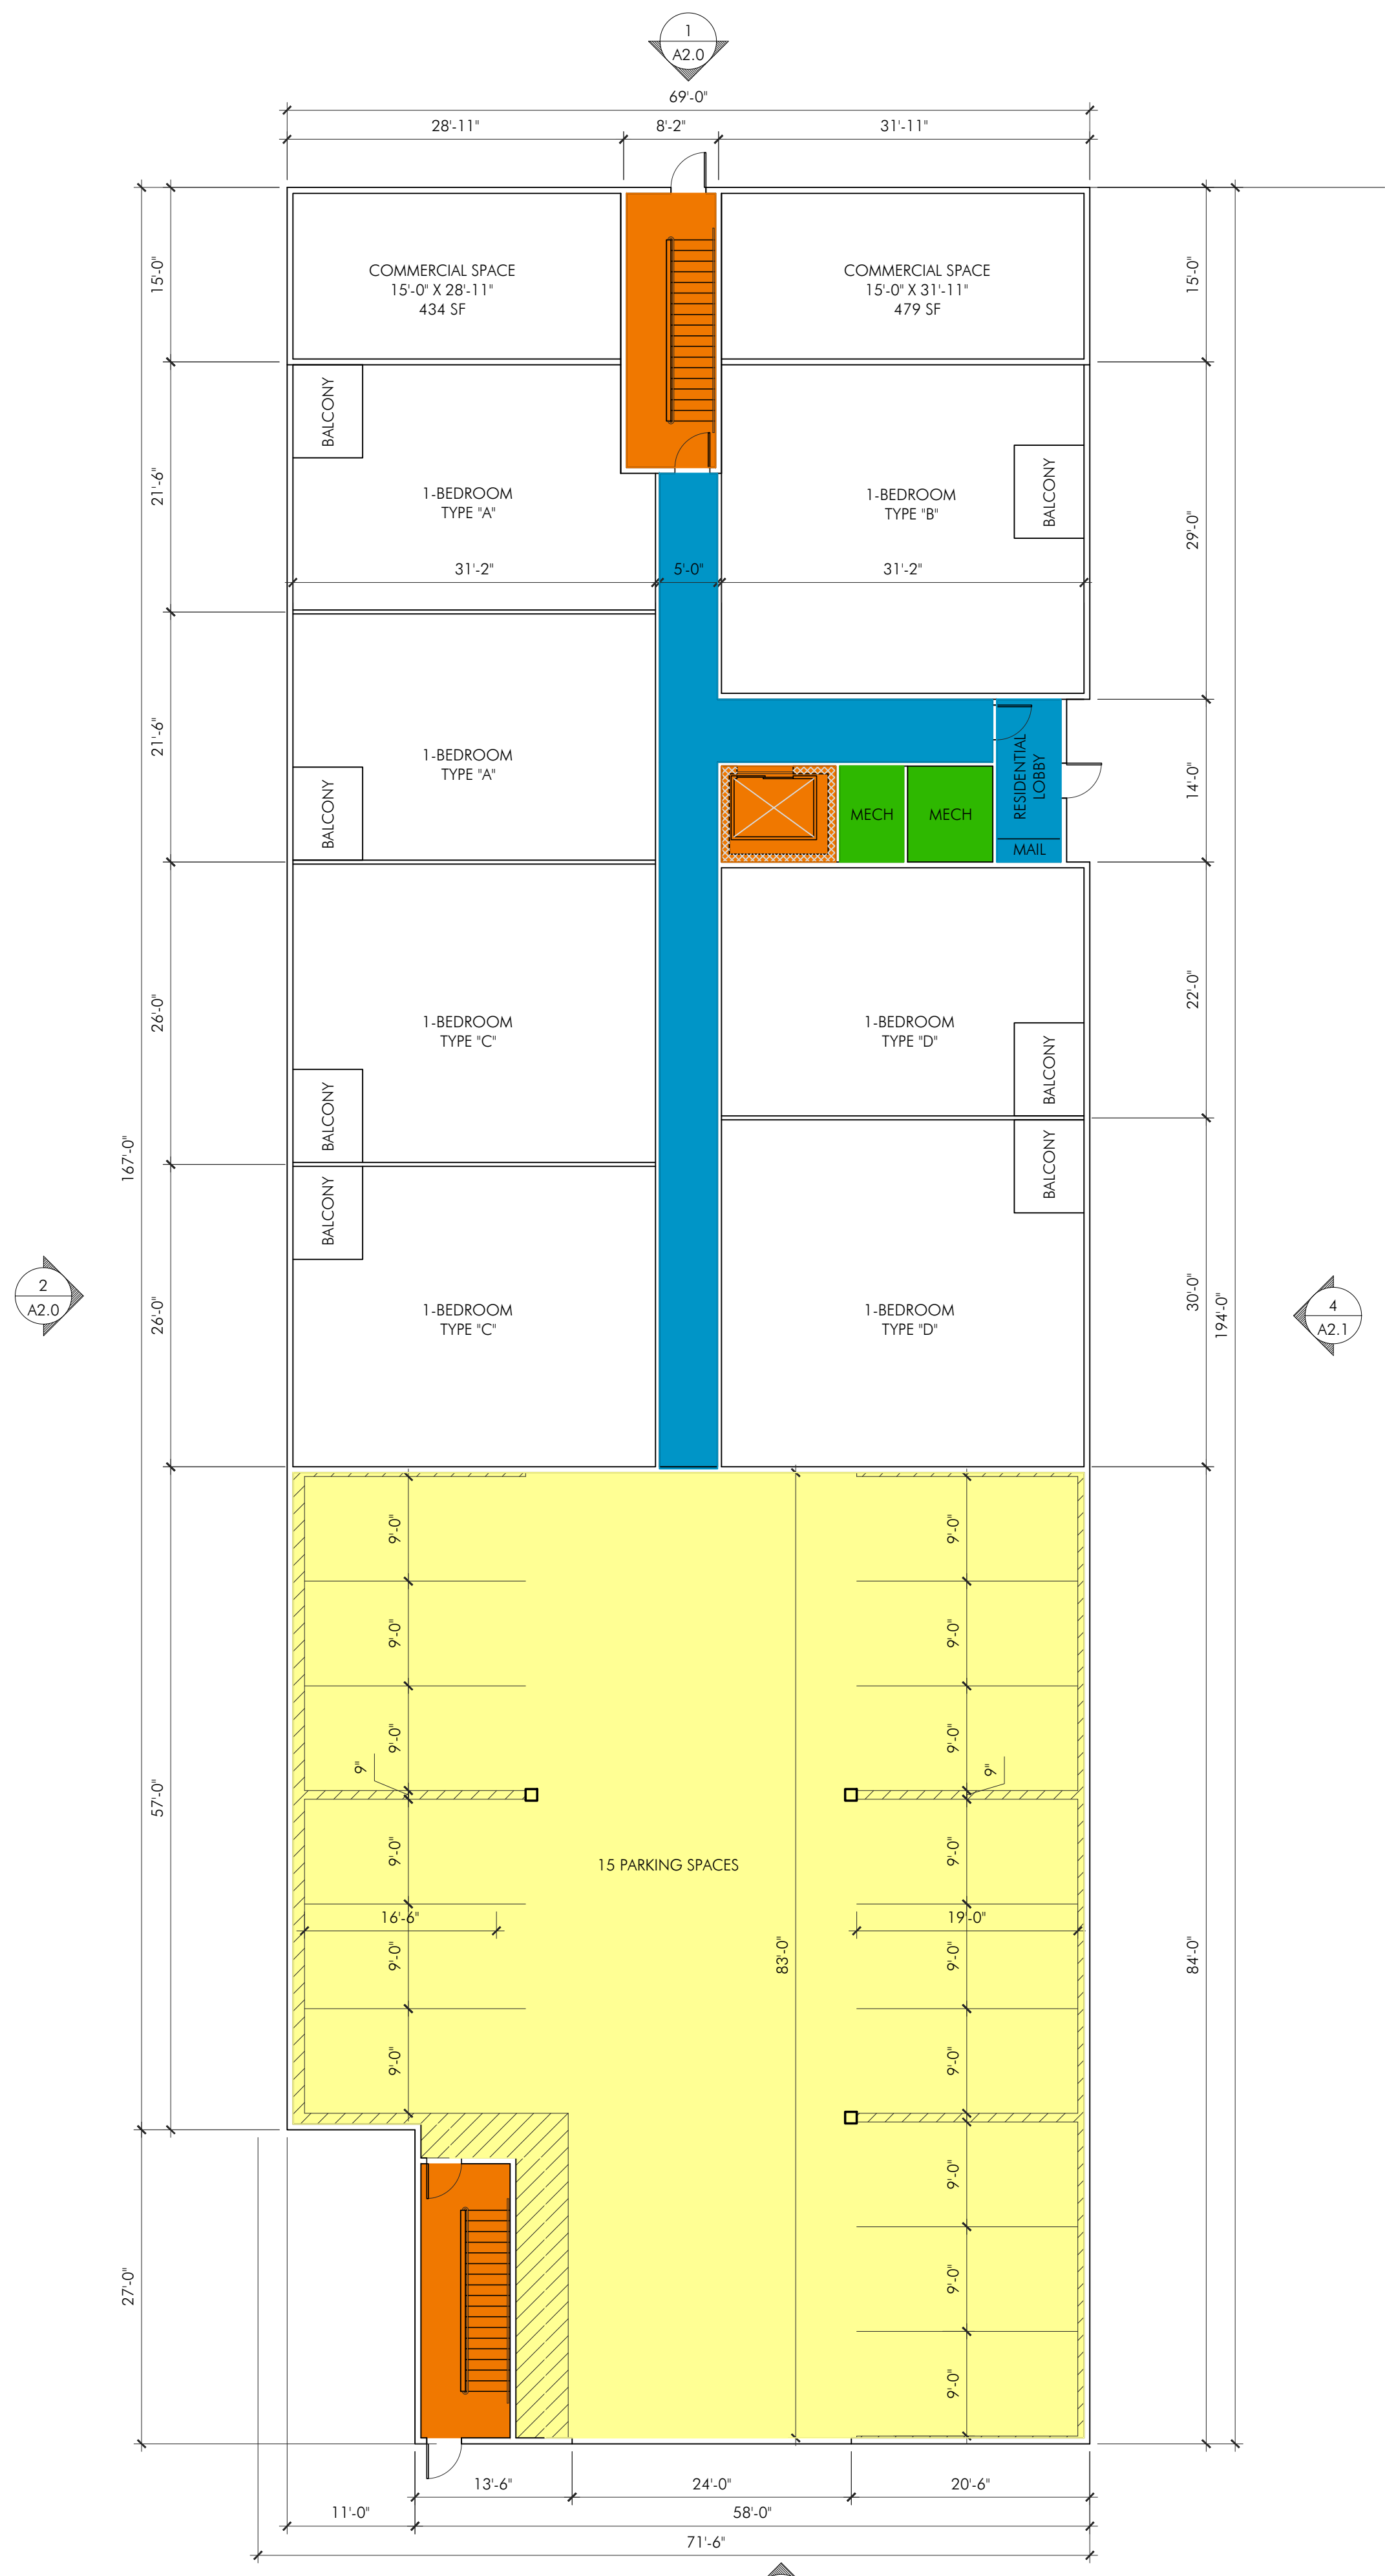 1
A2.0
69'-0"
28'-11"
8'-2"
31'-11"
15'-0"
COMMERCIAL SPACE
15'-0" X 28'-11"
434 SF
COMMERCIAL SPACE
15'-0" X 31'-11"
479 SF
15'-0"
BALCONY
21'-6"
1-BEDROOM
TYPE "A"
1-BEDROOM
TYPE "B"
BALCONY
29'-0"
31'-2"
5'-0"
31'-2"
21'-6"
1-BEDROOM
TYPE "A"
BALCONY
RESIDENTIAL
LOBBY
14'-0"
MECH
MECH
MAIL
26'-0"
1-BEDROOM
TYPE "C"
1-BEDROOM
TYPE "D"
22'-0"
BALCONY
BALCONY
167'-0"
BALCONY
BALCONY
2
A2.0
26'-0"
1-BEDROOM
TYPE "C"
1-BEDROOM
TYPE "D"
30'-0"
194'-0"
4
A2.1
9'-0"
9'-0"
9'-0"
9'-0"
9'-0"
9'-0"
9"
9"
57'-0"
9'-0"
15 PARKING SPACES
9'-0"
16'-6"
19'-0"
9'-0"
83'-0"
9'-0"
84'-0"
9'-0"
9'-0"
9'-0"
27'-0"
9'-0"
9'-0"
13'-6"
24'-0"
20'-6"
11'-0"
58'-0"
71'-6"